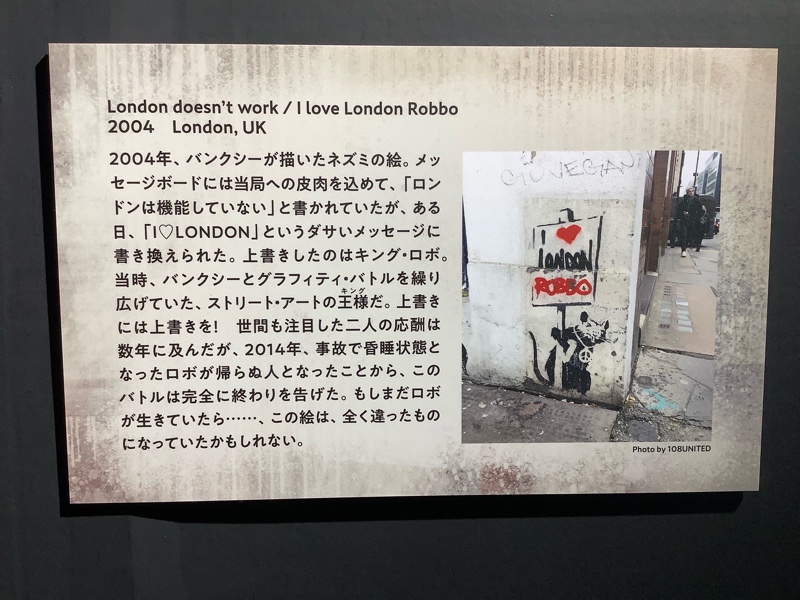 London doesn't work / I love London Robbo
2004 London, UK
2004年、バンクシーが描いたネズミの絵。メッ
セージボードには当局への皮肉を込めて、「ロン
ドンは機能していない」と書かれていたが、ある
日、「I♡LONDON」というダサいメッセージに
書き換えられた。上書きしたのはキング・ロボ。
当時、バンクシーとグラフィティ・バトルを繰り
キング
広げていた、ストリート・アートの王様だ。上書き
には上書きを! 世間も注目した二人の応酬は
数年に及んだが、2014年、事故で昏睡状態と
なったロボが帰らぬ人となったことから、この
バトルは完全に終わりを告げた。もしまだロボ
が生きていたら……、この絵は、全く違ったもの
になっていたかもしれない。
GO VEGAN
I ♥
LONDON
ROBBO
Photo by 108UNITED